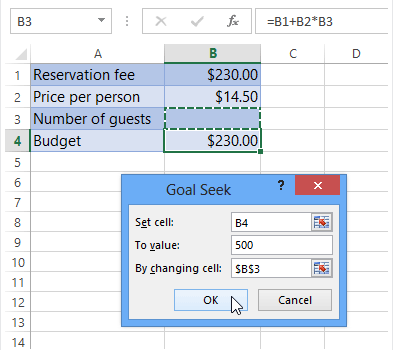 B3 fx =B1+B2*B3
A B C D
1 Reservation fee $230.00
2 Price per person $14.50
3 Number of guests
4 Budget $230.00
5
6
7
8
9
10
11
12
13
14
Goal Seek ? x
Set cell: B4
To value: 500
By changing cell: $B$3
OK Cancel